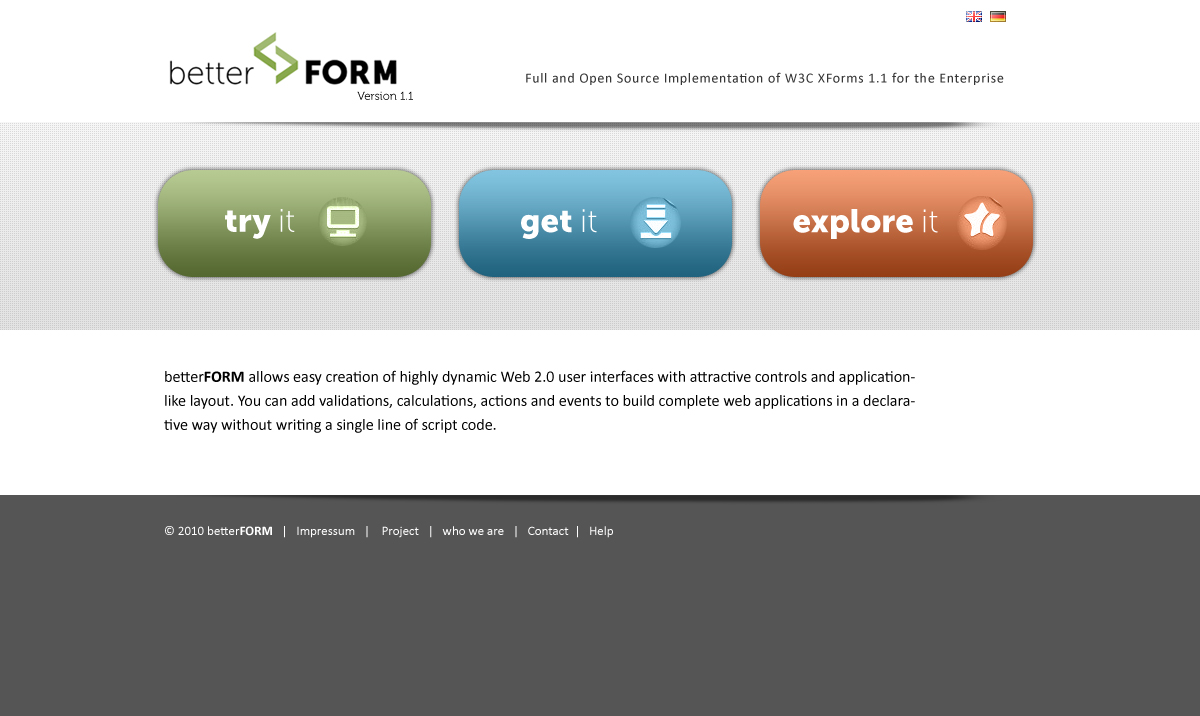 betterFORM
Version 1.1
Full and Open Source Implementation of W3C XForms 1.1 for the Enterprise
try it
get it
explore it
betterFORM allows easy creation of highly dynamic Web 2.0 user interfaces with attractive controls and application-
like layout. You can add validations, calculations, actions and events to build complete web applications in a declara-
tive way without writing a single line of script code.
© 2010 betterFORM | Impressum | Project | who we are | Contact | Help